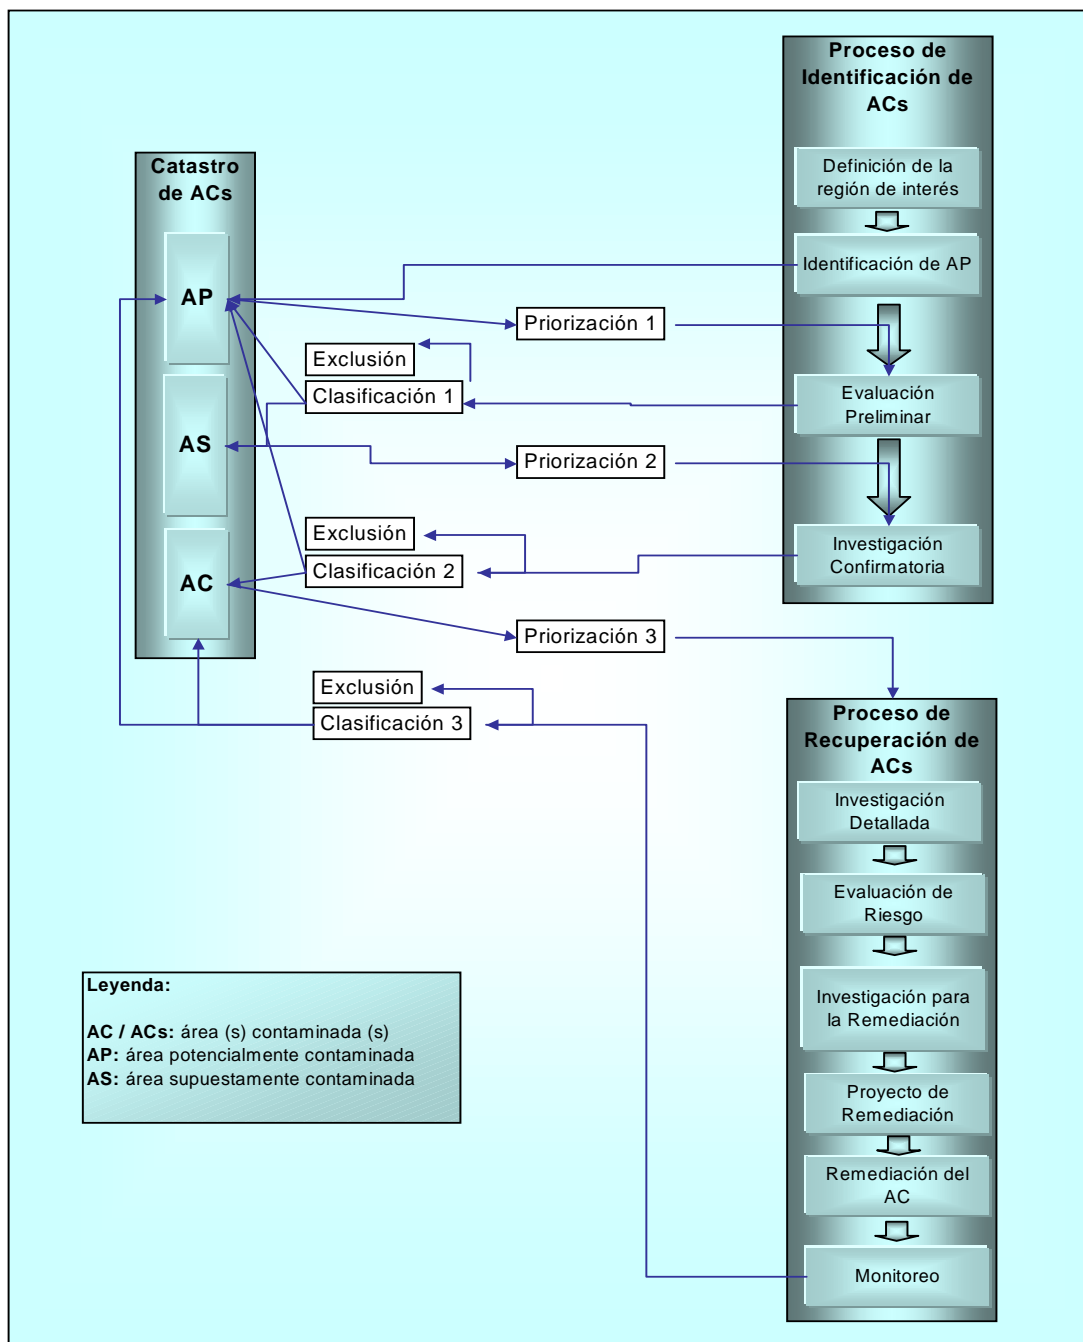 Proceso de
Identificación de
ACs
Definición de la
región de interés
Identificación de AP
Evaluación
Preliminar
Investigación
Confirmatoria
Catastro
de ACs
AP
AS
AC
Priorización 1
Exclusión
Clasificación 1
Priorización 2
Exclusión
Clasificación 2
Priorización 3
Exclusión
Clasificación 3
Proceso de
Recuperación de
ACs
Investigación
Detallada
Evaluación de
Riesgo
Investigación para
la Remediación
Proyecto de
Remediación
Remediación del
AC
Monitoreo
Leyenda:
AC / ACs: área (s) contaminada (s)
AP: área potencialmente contaminada
AS: área supuestamente contaminada